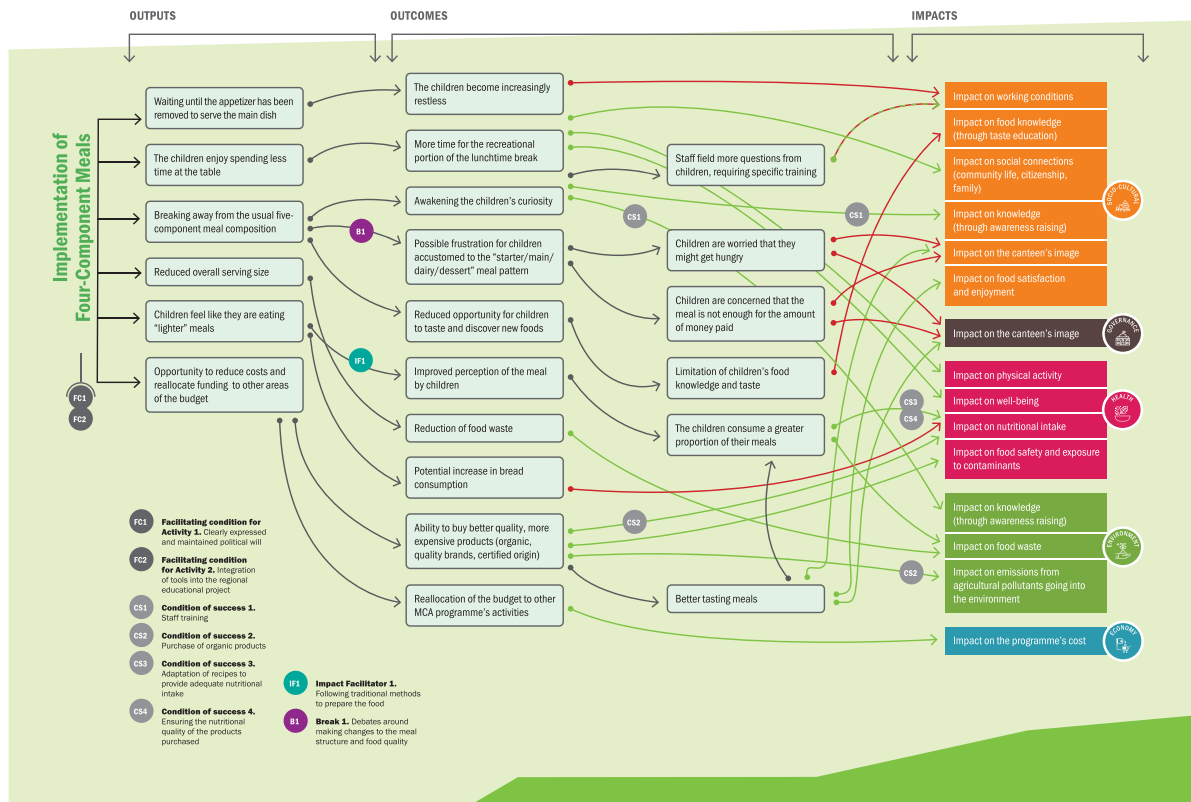 OUTPUTS
OUTCOMES
IMPACTS
Implementation of
Four-Component Meals
FC1
FC2
Waiting until the appetizer has been
removed to serve the main dish
The children enjoy spending less
time at the table
Breaking away from the usual five-
component meal composition
Reduced overall serving size
Children feel like they are eating
“lighter” meals
Opportunity to reduce costs and
reallocate funding to other areas
of the budget
B1
IF1
The children become increasingly
restless
More time for the recreational
portion of the lunchtime break
Awakening the children’s curiosity
Possible frustration for children
accustomed to the “starter/main/
dairy/dessert” meal pattern
Reduced opportunity for children
to taste and discover new foods
Improved perception of the meal
by children
Reduction of food waste
Potential increase in bread
consumption
Ability to buy better quality, more
expensive products (organic,
quality brands, certified origin)
Reallocation of the budget to other
MCA programme’s activities
CS1
CS2
Staff field more questions from
children, requiring specific training
Children are worried that they
might get hungry
Children are concerned that the
meal is not enough for the amount
of money paid
Limitation of children’s food
knowledge and taste
The children consume a greater
proportion of their meals
Better tasting meals
CS1
CS3
CS4
CS2
Impact on working conditions
Impact on food knowledge
(through taste education)
Impact on social connections
(community life, citizenship,
family)
Impact on knowledge
(through awareness raising)
Impact on the canteen’s image
Impact on food satisfaction
and enjoyment
SOCIO-CULTURAL
Impact on the canteen’s image
GOVERNANCE
Impact on physical activity
Impact on well-being
Impact on nutritional intake
Impact on food safety and exposure
to contaminants
HEALTH
Impact on knowledge
(through awareness raising)
Impact on food waste
Impact on emissions from
agricultural pollutants going into
the environment
ENVIRONMENT
Impact on the programme’s cost
ECONOMY
FC1
Facilitating condition for
Activity 1. Clearly expressed
and maintained political will
FC2
Facilitating condition
for Activity 2. Integration
of tools into the regional
educational project
CS1
Condition of success 1.
Staff training
CS2
Condition of success 2.
Purchase of organic products
CS3
Condition of success 3.
Adaptation of recipes to
provide adequate nutritional
intake
CS4
Condition of success 4.
Ensuring the nutritional
quality of the products
purchased
IF1
Impact Facilitator 1.
Following traditional methods
to prepare the food
B1
Break 1. Debates around
making changes to the meal
structure and food quality